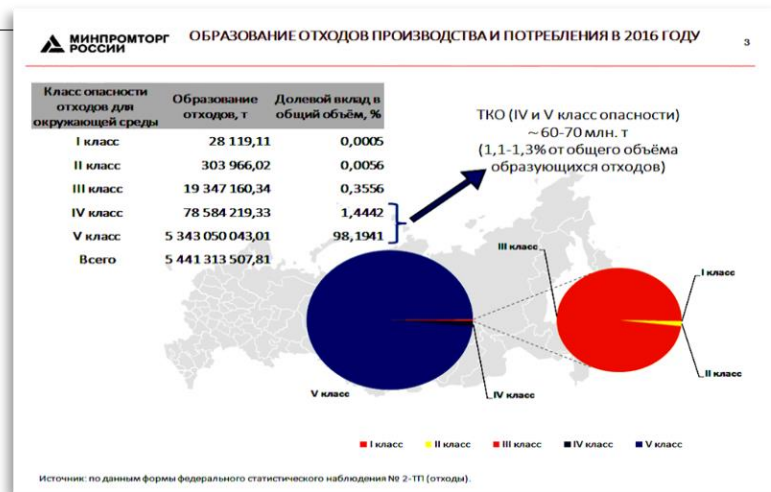 МИНПРОМТОРГ
РОССИИ
ОБРАЗОВАНИЕ ОТХОДОВ ПРОИЗВОДСТВА И ПОТРЕБЛЕНИЯ В 2016 ГОДУ
3
Класс опасности отходов для окружающей среды Образование отходов, т Долевой вклад в общий объём, %
I класс 28 119,11 0,0005
II класс 303 966,02 0,0056
III класс 19 347 160,34 0,3556
IV класс 78 584 219,33 1,4442
V класс 5 343 050 043,01 98,1941
Всего 5 441 313 507,81
ТКО (IV и V класс опасности)
~ 60-70 млн. т
(1,1-1,3% от общего объёма
образующихся отходов)
III класс
I класс
II класс
V класс
IV класс
I класс II класс III класс IV класс V класс
Источник: по данным формы федерального статистического наблюдения № 2-ТП (отходы).